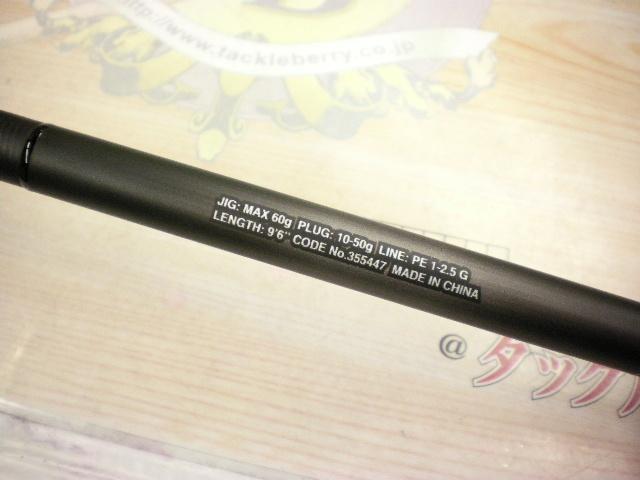 http://www.tackleberry.co.jp
JIG: MAX 60g PLUG: 10-50g LINE: PE 1-2.5 G
LENGTH: 9'6" CODE No.355447 MADE IN CHINA
@タックル